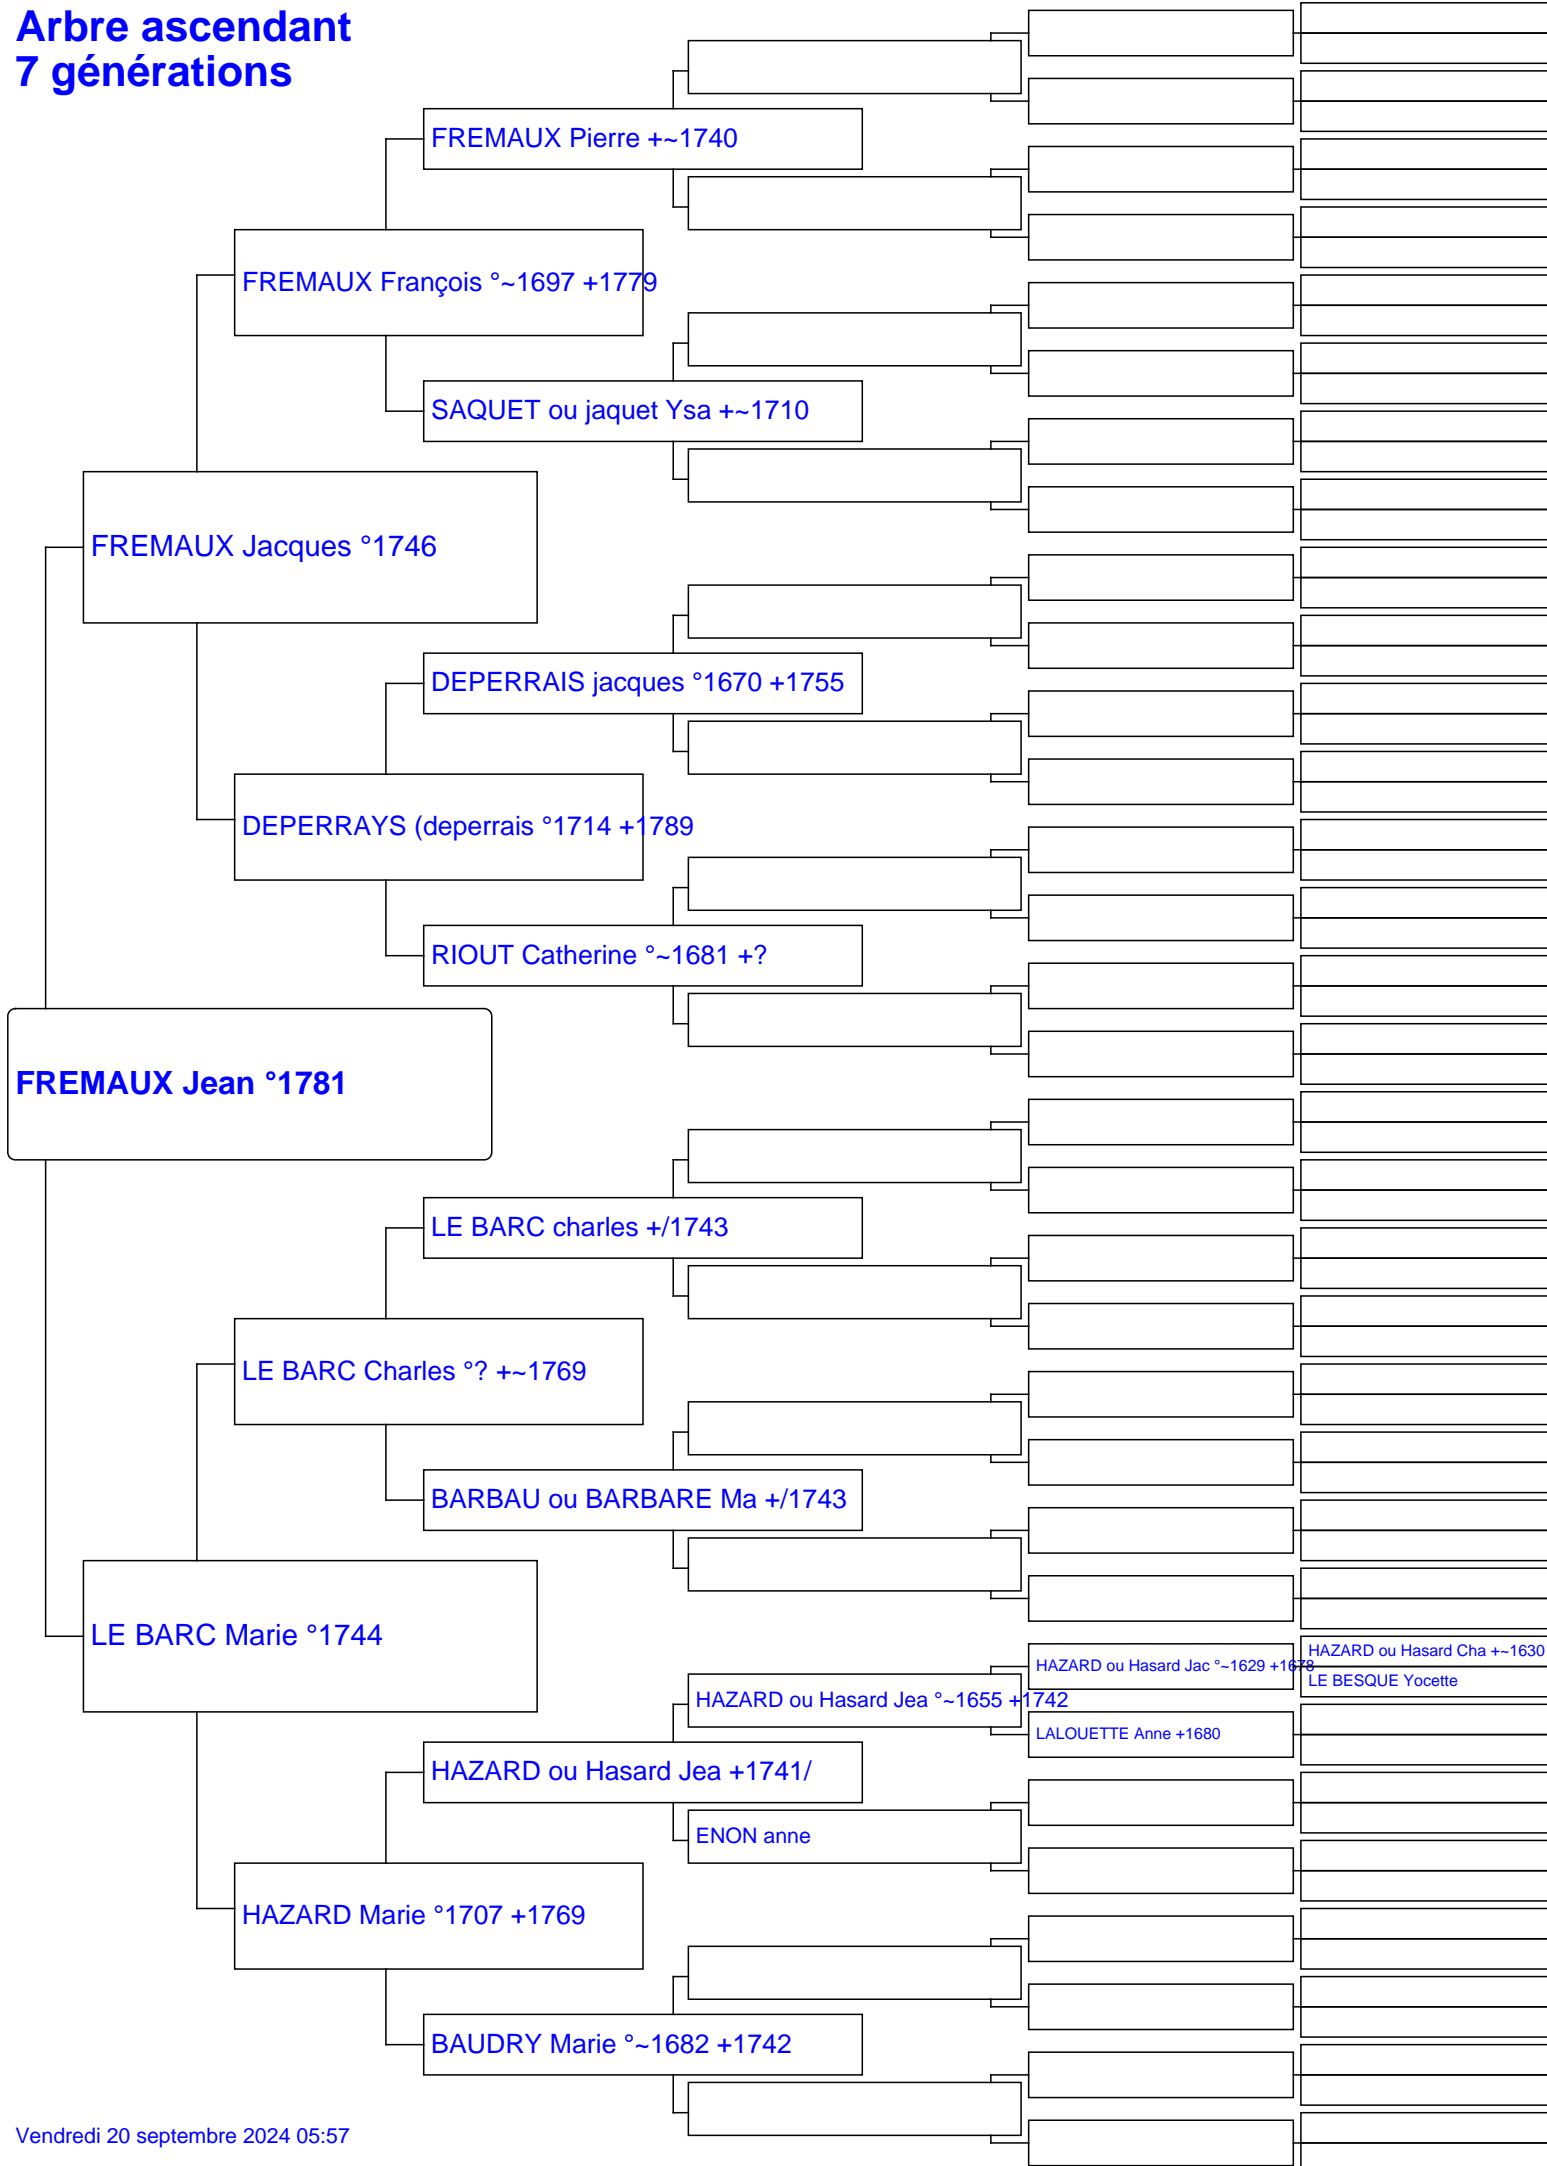 Arbre ascendant
7 générations
FREMAUX Pierre +~1740
FREMAUX François °~1697 +1779
SAQUET ou jaquet Ysa +~1710
FREMAUX Jacques °1746
DEPERRAIS jacques °1670 +1755
DEPERRAYS (deperrais °1714 +1789
RIOUT Catherine °~1681 +?
FREMAUX Jean °1781
LE BARC charles +/1743
LE BARC Charles °? +~1769
BARBAU ou BARBARE Ma +/1743
LE BARC Marie °1744
HAZARD ou Hasard Cha +~1630
HAZARD ou Hasard Jac °~1629 +1678
LE BESQUE Yocette
HAZARD ou Hasard Jea °~1655 +1742
LALOUETTE Anne +1680
HAZARD ou Hasard Jea +1741/
ENON anne
HAZARD Marie °1707 +1769
BAUDRY Marie °~1682 +1742
Vendredi 20 septembre 2024 05:57